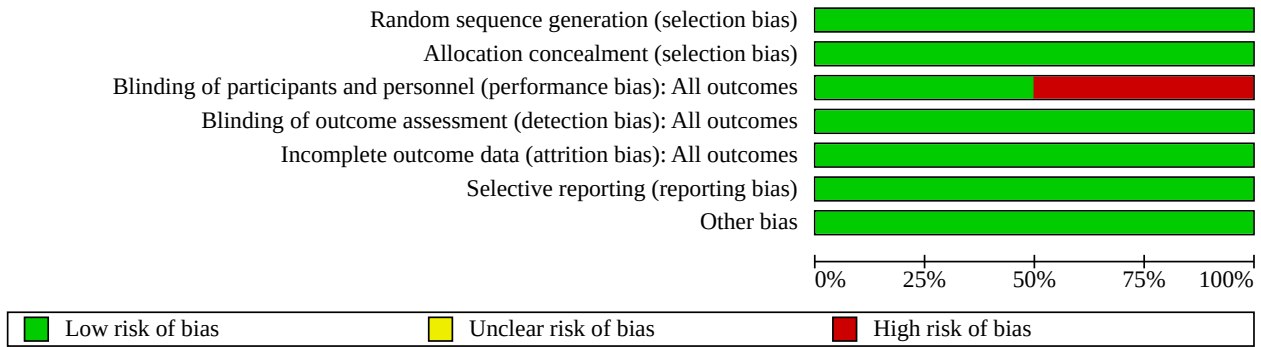 Random sequence generation (selection bias)
Allocation concealment (selection bias)
Blinding of participants and personnel (performance bias): All outcomes
Blinding of outcome assessment (detection bias): All outcomes
Incomplete outcome data (attrition bias): All outcomes
Selective reporting (reporting bias)
Other bias
0% 25% 50% 75% 100%
Low risk of bias Unclear risk of bias High risk of bias